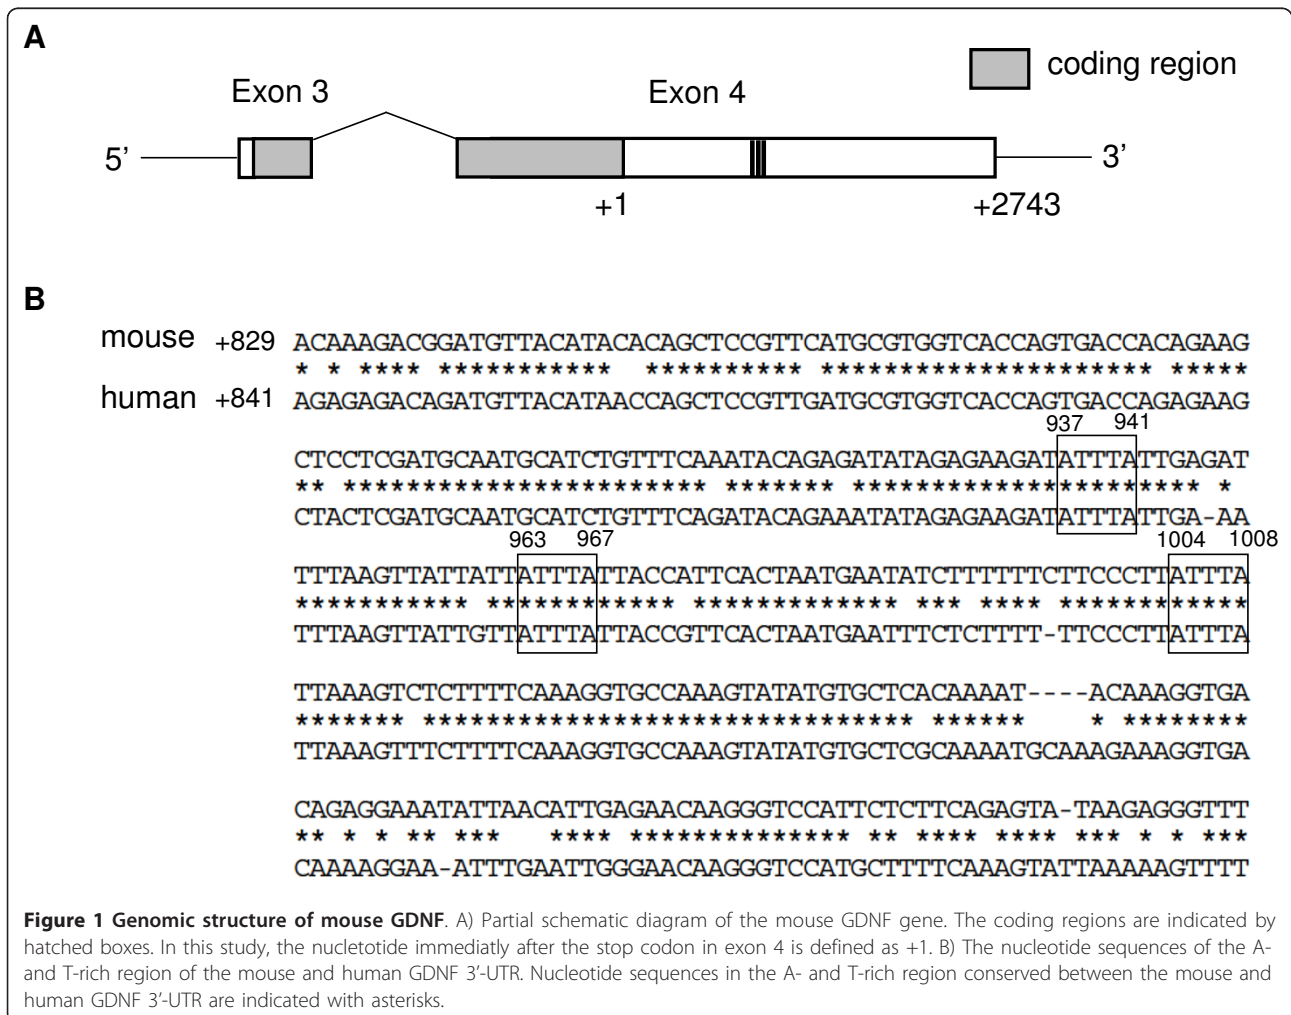 A
coding region
Exon 3
Exon 4
5’
3’
+1
+2743
B
mouse +829 ACAAAGACGGATGTTACATACACAGCTCCGTTCATGCGTGGTCACCAGTGACCACAGAAG
* * **** *********** ********** ********************* *****
human +841 AGAGAGACAGATGTTACATAACCAGCTCCGTTGATGCGTGGTCACCAGTGACCAGAGAAG
937 941
CTCCTCGATGCAATGCATCTGTTTCAAATACAGAGATATAGAGAAGATATTTATTGAGAT
** *********************** ******* ********************** *
CTACTCGATGCAATGCATCTGTTTCAGATACAGAAATATAGAGAAGATATTTATTGA-AA
963 967 1004 1008
TTTAAGTTATTATTATTTATTACCATTCACTAATGAATATCTTTTTTCTTCCCTTATTTA
*********** ************ ************* *** **** ************
TTTAAGTTATTGTTATTTATTACCGTTCACTAATGAATTTCTCTTTT-TTCCCTTATTTA
TTAAAGTCTCTTTTCAAAGGTGCCAAAGTATATGTGCTCACAAAAT----ACAAAGGTGA
******* ******************************* ****** * ********
TTAAAGTTTCTTTTCAAAGGTGCCAAAGTATATGTGCTCGCAAAATGCAAAGAAAGGTGA
CAGAGGAAATATTAACATTGAGAACAAGGGTCCATTCTCTTCAGAGTA-TAAGAGGGTTT
** * * ** *** **** ************** ** **** **** *** * * ***
CAAAAGGAA-ATTTGAATTGGGAACAAGGGTCCATGCTTTTCAAAGTATTAAAAAGTTTT
Figure 1 Genomic structure of mouse GDNF. A) Partial schematic diagram of the mouse GDNF gene. The coding regions are indicated by
hatched boxes. In this study, the nucletotide immediatly after the stop codon in exon 4 is defined as +1. B) The nucleotide sequences of the A-
and T-rich region of the mouse and human GDNF 3’-UTR. Nucleotide sequences in the A- and T-rich region conserved between the mouse and
human GDNF 3’-UTR are indicated with asterisks.